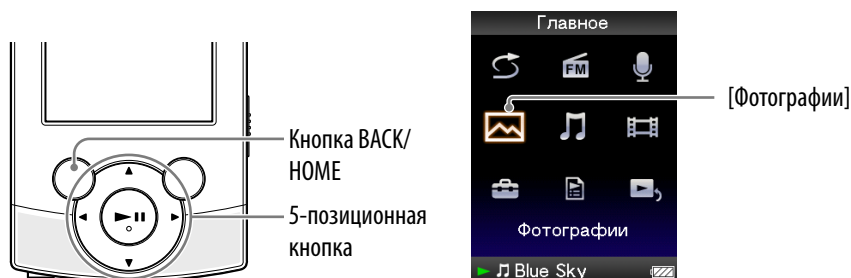 Кнопка BACK/
HOME
5-позиционная
кнопка
Главное
FM
[Фотографии]
Фотографии
Blue Sky